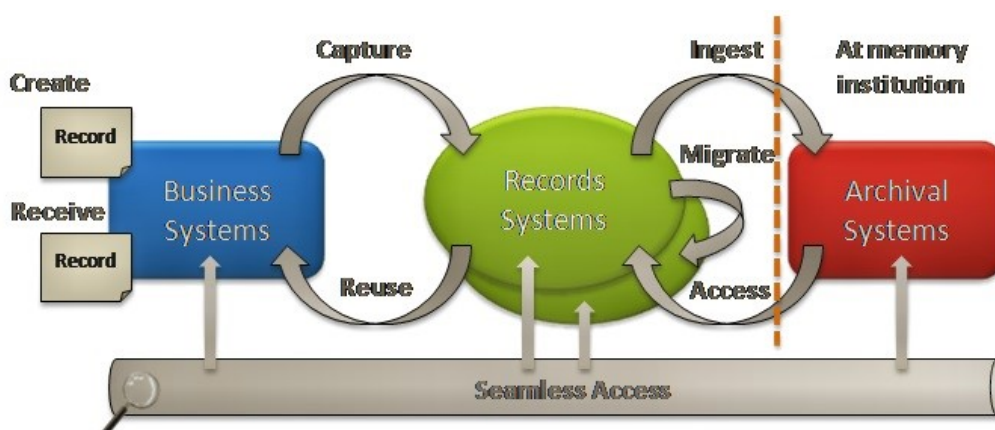 Capture
Ingest
At memory
institution
Create
Record
Migrate
Business
Systems
Records
Systems
Archival
Systems
Receive
Record
Reuse
Access
Seamless Access